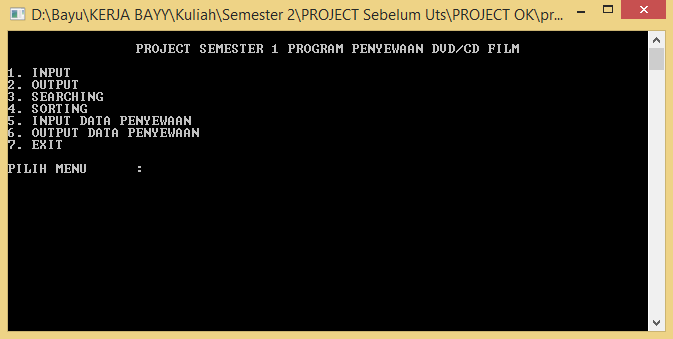 D:\Bayu\KERJA BAYY\Kuliah\Semester 2\PROJECT Sebelum Uts\PROJECT OK\pr...
PROJECT SEMESTER 1 PROGRAM PENYEWAAN DVD/CD FILM
1. INPUT
2. OUTPUT
3. SEARCHING
4. SORTING
5. INPUT DATA PENYEWAAN
6. OUTPUT DATA PENYEWAAN
7. EXIT
PILIH MENU :